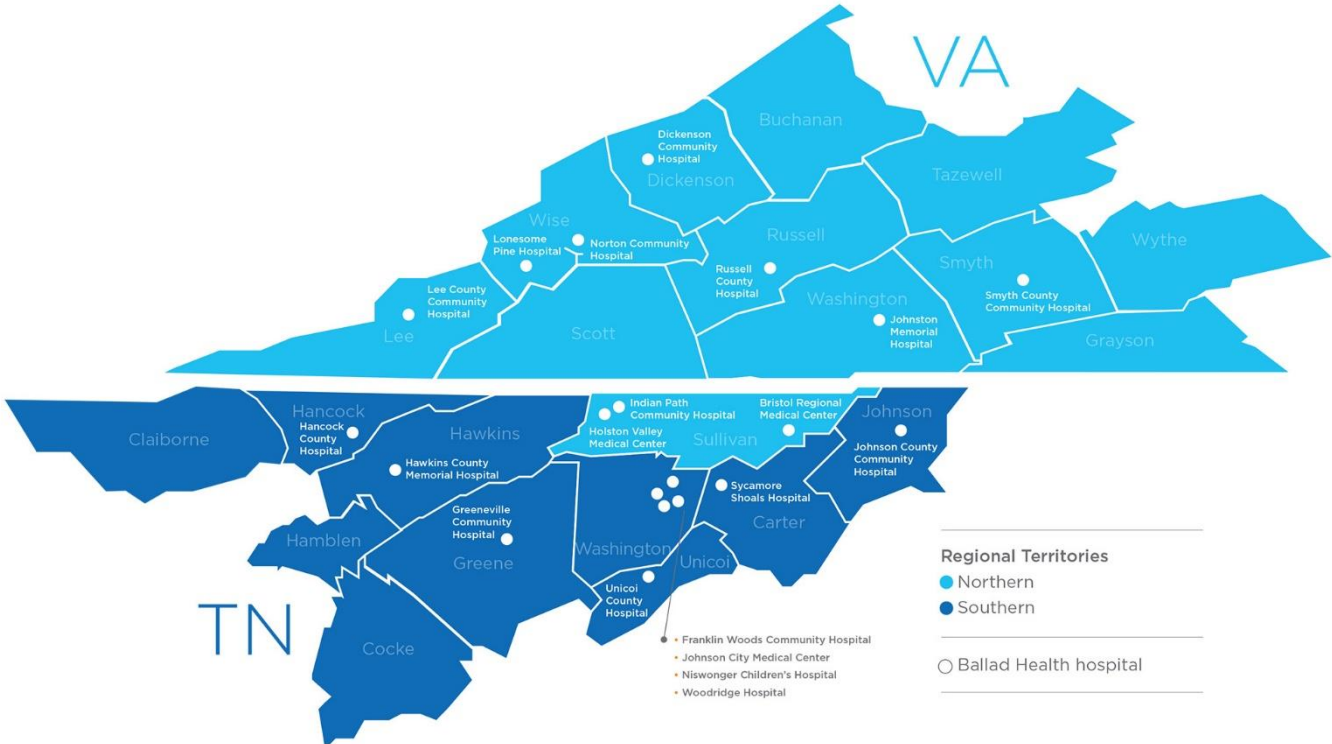 VA
Buchanan
Dickenson
Community
Hospital
Dickenson
Tazewell
Wise
Lonesome
Pine Hospital
Norton Community
Hospital
Russell
Russell
County
Hospital
Wythe
Smyth
Smyth County
Community Hospital
Lee County
Community
Hospital
Lee
Scott
Washington
Johnston
Memorial
Hospital
Grayson
Claiborne
Hancock
Hancock
County
Hospital
Hawkins
Hawkins County
Memorial Hospital
Indian Path
Community Hospital
Holston Valley
Medical Center
Bristol Regional
Medical Center
Sullivan
Johnson
Johnson County
Community
Hospital
Sycamore
Shoals Hospital
Carter
Greeneville
Community
Hospital
Greene
Hamblen
Washington
Unicoi
Unicoi
County
Hospital
TN
Cocke
• Franklin Woods Community Hospital
• Johnson City Medical Center
• Niswonger Children's Hospital
• Woodridge Hospital
Regional Territories
Northern
Southern
Ballad Health hospital